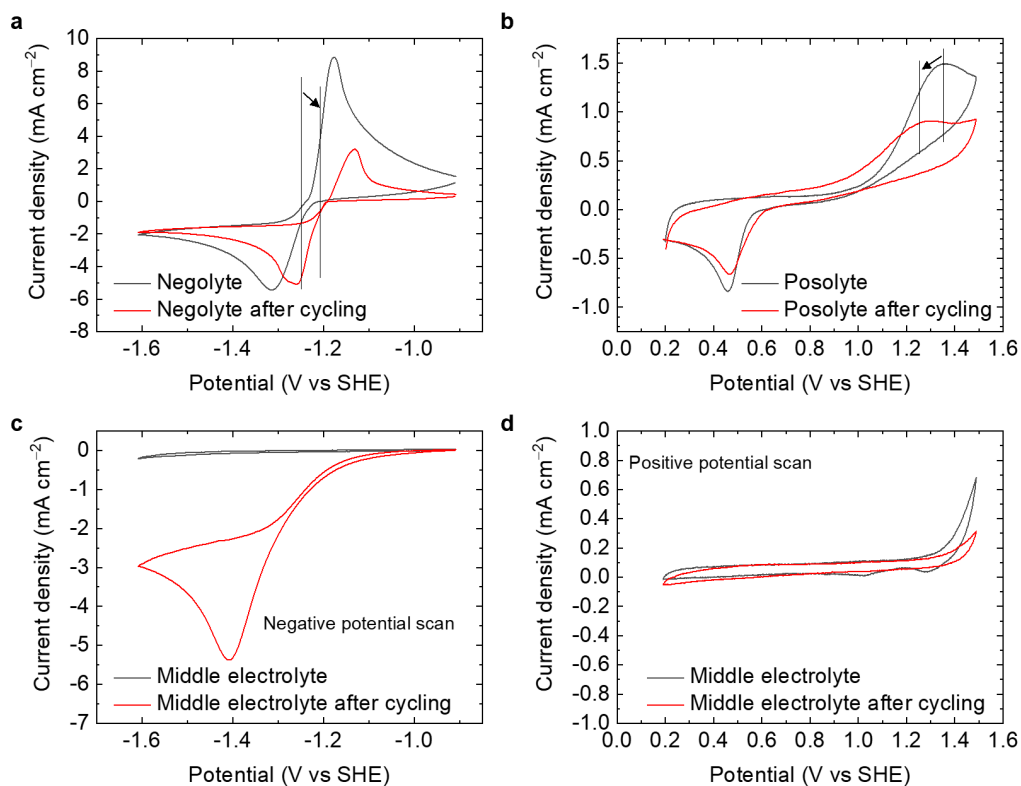 a
10
8
6
4
2
0
-2
-4
-6
-8
Current density (mA cm−2)
Negolyte
Negolyte after cycling
-1.6 -1.4 -1.2 -1.0
Potential (V vs SHE)
b
1.5
1.0
0.5
0.0
-0.5
-1.0
Current density (mA cm−2)
Posolyte
Posolyte after cycling
0.0 0.2 0.4 0.6 0.8 1.0 1.2 1.4 1.6
Potential (V vs SHE)
c
0
-1
-2
-3
-4
-5
-6
-7
Current density (mA cm−2)
Negative potential scan
Middle electrolyte
Middle electrolyte after cycling
-1.6 -1.4 -1.2 -1.0
Potential (V vs SHE)
d
1.0
0.8
0.6
0.4
0.2
0.0
-0.2
-0.4
-0.6
-0.8
-1.0
Current density (mA cm−2)
Positive potential scan
Middle electrolyte
Middle electrolyte after cycling
0.0 0.2 0.4 0.6 0.8 1.0 1.2 1.4 1.6
Potential (V vs SHE)